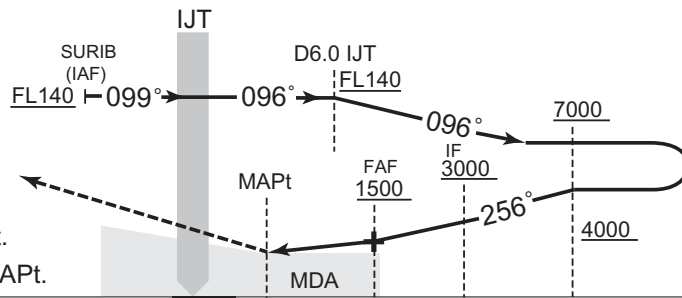 IJT
SURIB
(IAF)
FL140
099°
096°
D6.0 IJT
FL140
096°
7000
IF
3000
FAF
1500
MAPt
256°
4000
t.
APt.
MDA